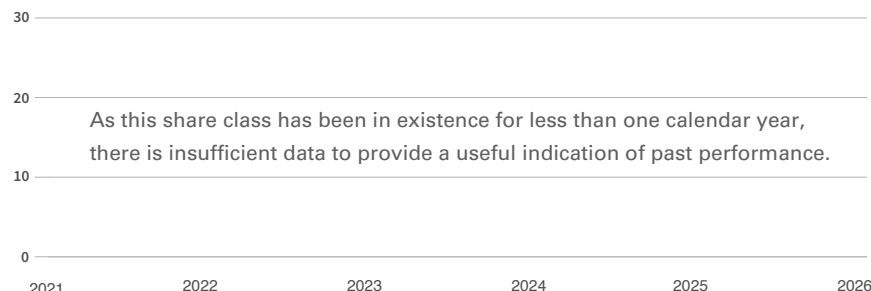 30
20
As this share class has been in existence for less than one calendar year,
there is insufficient data to provide a useful indication of past performance.
10
0
2021 2022 2023 2024 2025 2026